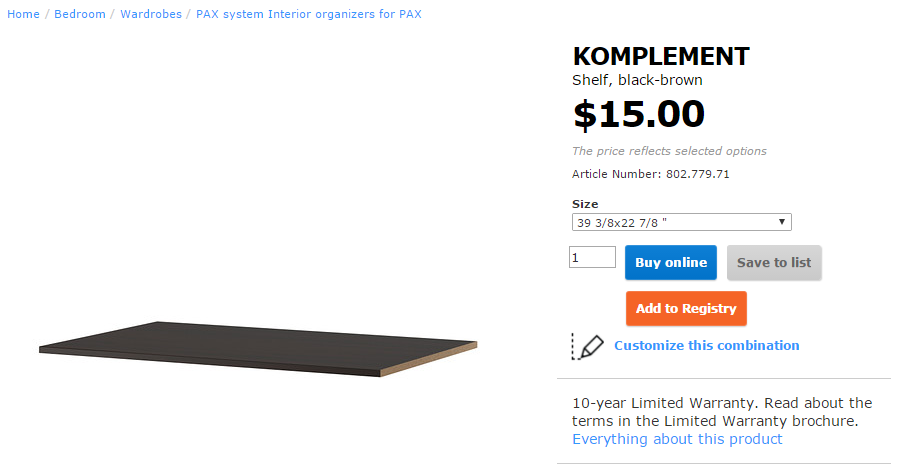 Home / Bedroom / Wardrobes / PAX system Interior organizers for PAX
KOMPLEMENT
Shelf, black-brown
$15.00
The price reflects selected options
Article Number: 802.779.71
Size
39 3/8x22 7/8 "
1
Buy online
Save to list
Add to Registry
Customize this combination
10-year Limited Warranty. Read about the
terms in the Limited Warranty brochure.
Everything about this product